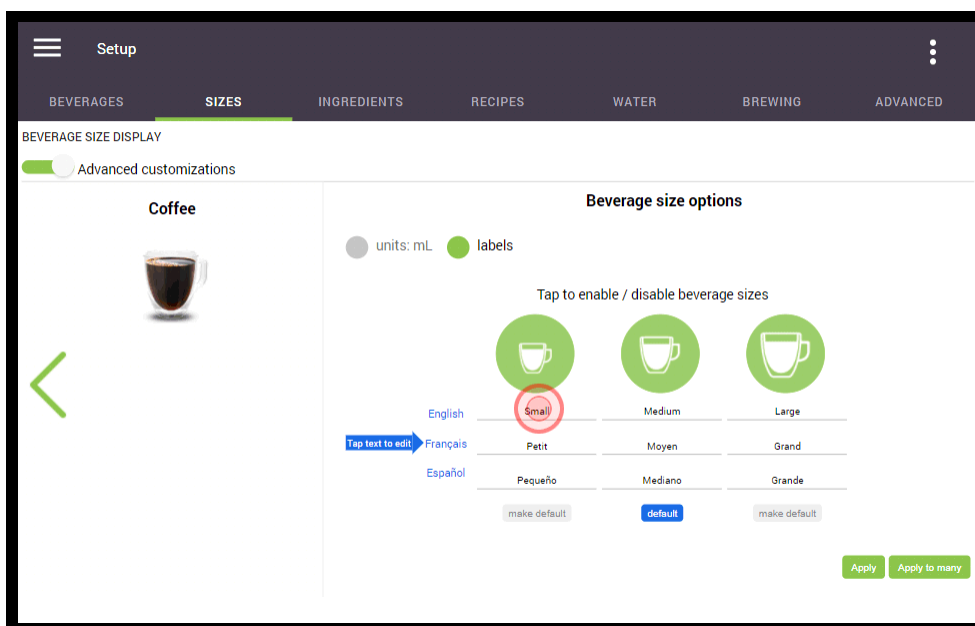 Setup
BEVERAGES SIZES INGREDIENTS RECIPES WATER BREWING ADVANCED
BEVERAGE SIZE DISPLAY
Advanced customizations
Coffee
Beverage size options
units: mL labels
Tap to enable / disable beverage sizes
English Small Medium Large
Tap text to edit Français Petit Moyen Grand
Español Pequeño Mediano Grande
make default default make default
Apply Apply to many